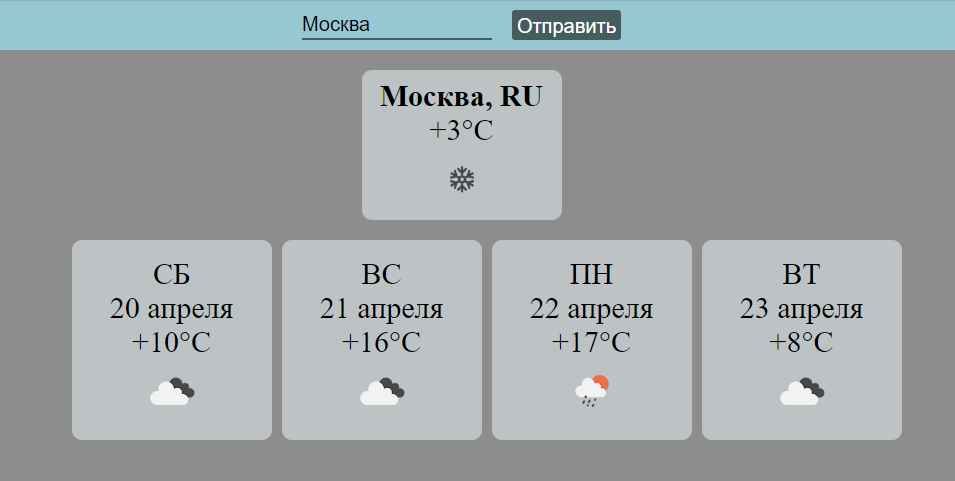 Москва
Отправить
Москва, RU
+3°C
СБ
20 апреля
+10°C
ВС
21 апреля
+16°C
ПН
22 апреля
+17°C
ВТ
23 апреля
+8°C